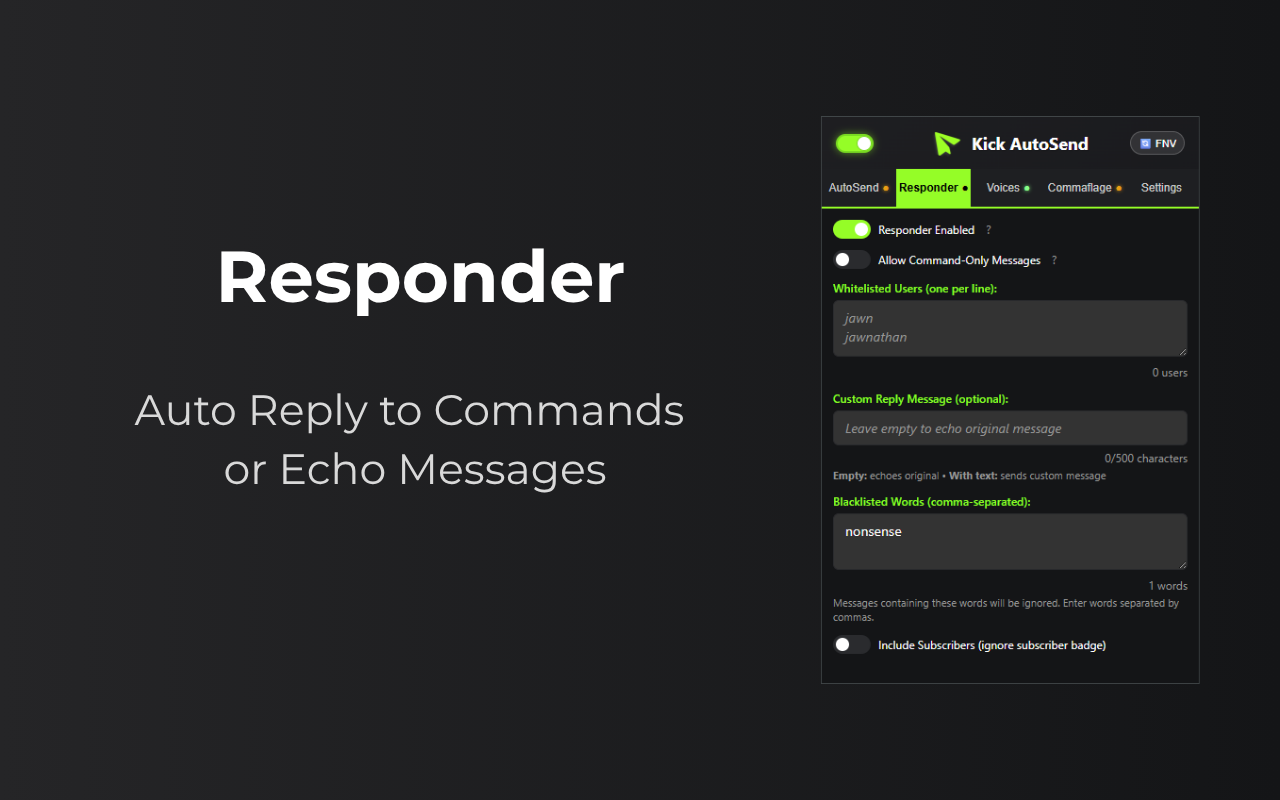 Responder
Auto Reply to Commands
or Echo Messages
Kick AutoSend
FNV
AutoSend
Responder
Voices
Commaflage
Settings
Responder Enabled ?
Allow Command-Only Messages ?
Whitelisted Users (one per line):
jawn
jawnathan
0 users
Custom Reply Message (optional):
Leave empty to echo original message
0/500 characters
Empty: echoes original • With text: sends custom message
Blacklisted Words (comma-separated):
nonsense
1 words
Messages containing these words will be ignored. Enter words separated by
commas.
Include Subscribers (ignore subscriber badge)